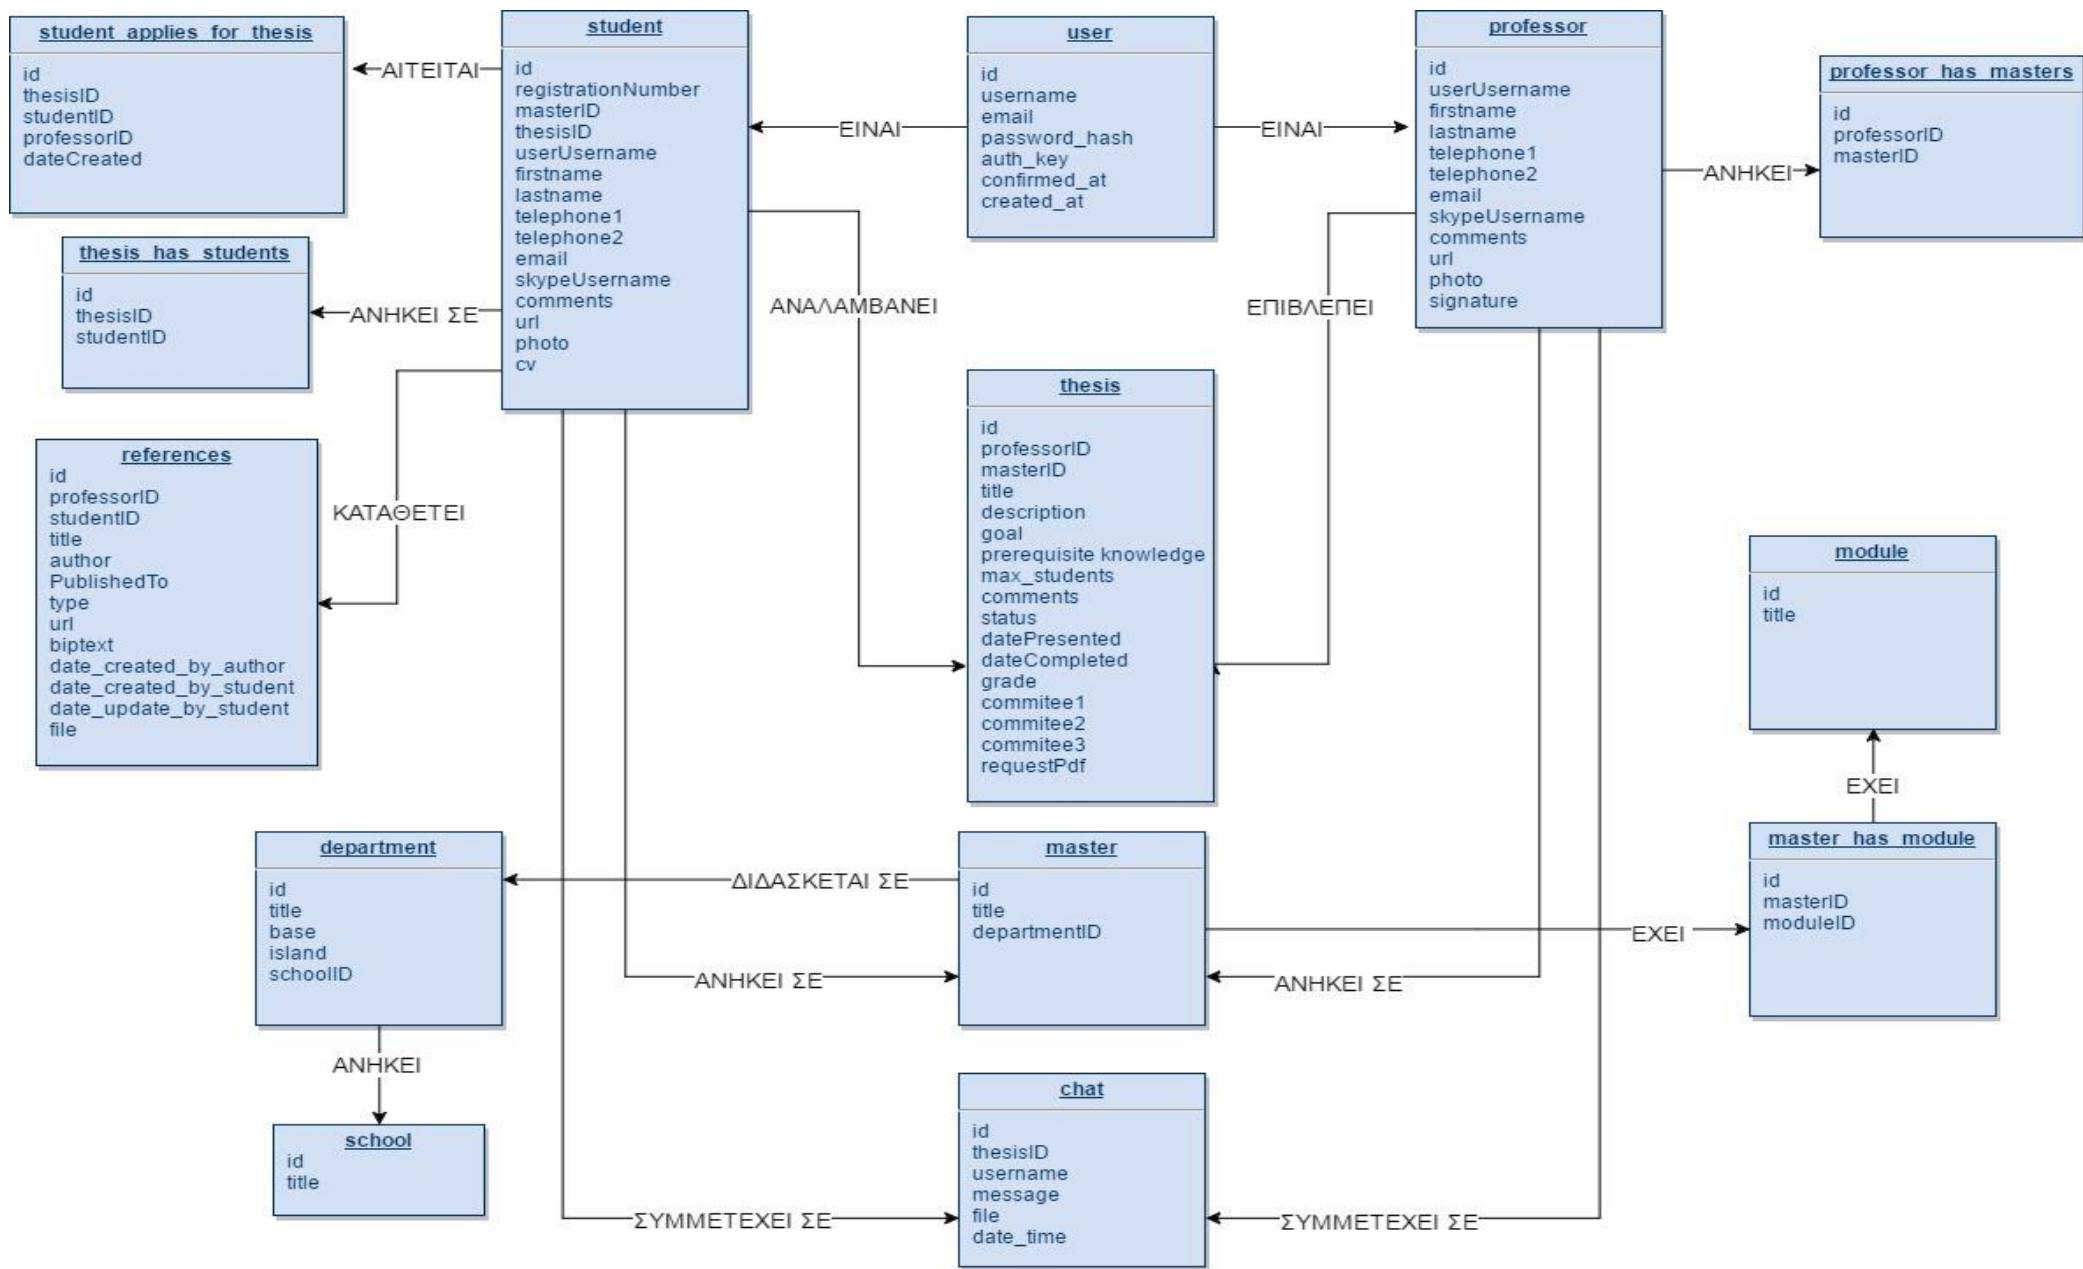 student_applies_for_thesis
id
thesisID
studentID
professorID
dateCreated
ΑΙΤΕΙΤΑΙ
student
id
registrationNumber
masterID
thesisID
userUsername
firstname
lastname
telephone1
telephone2
email
skypeUsername
comments
url
photo
cv
ΕΙΝΑΙ
user
id
username
email
password_hash
auth_key
confirmed_at
created_at
ΕΙΝΑΙ
professor
id
userUsername
firstname
lastname
telephone1
telephone2
email
skypeUsername
comments
url
photo
signature
ΑΝΗΚΕΙ
professor_has_masters
id
professorID
masterID
thesis_has_students
id
thesisID
studentID
ΑΝΗΚΕΙ ΣΕ
ΑΝΑΛΑΜΒΑΝΕΙ
ΕΠΙΒΛΕΠΕΙ
references
id
professorID
studentID
title
author
PublishedTo
type
url
biptext
date_created_by_author
date_created_by_student
date_update_by_student
file
ΚΑΤΑΘΕΤΕΙ
thesis
id
professorID
masterID
title
description
goal
prerequisite knowledge
max_students
comments
status
datePresented
dateCompleted
grade
commitee1
commitee2
commitee3
requestPdf
module
id
title
ΕΧΕΙ
department
id
title
base
island
schoolID
ΔΙΔΑΣΚΕΤΑΙ ΣΕ
master
id
title
departmentID
ΕΧΕΙ
master_has_module
id
masterID
moduleID
ΑΝΗΚΕΙ ΣΕ
ΑΝΗΚΕΙ ΣΕ
ΑΝΗΚΕΙ
school
id
title
chat
id
thesisID
username
message
file
date_time
ΣΥΜΜΕΤΕΧΕΙ ΣΕ
ΣΥΜΜΕΤΕΧΕΙ ΣΕ